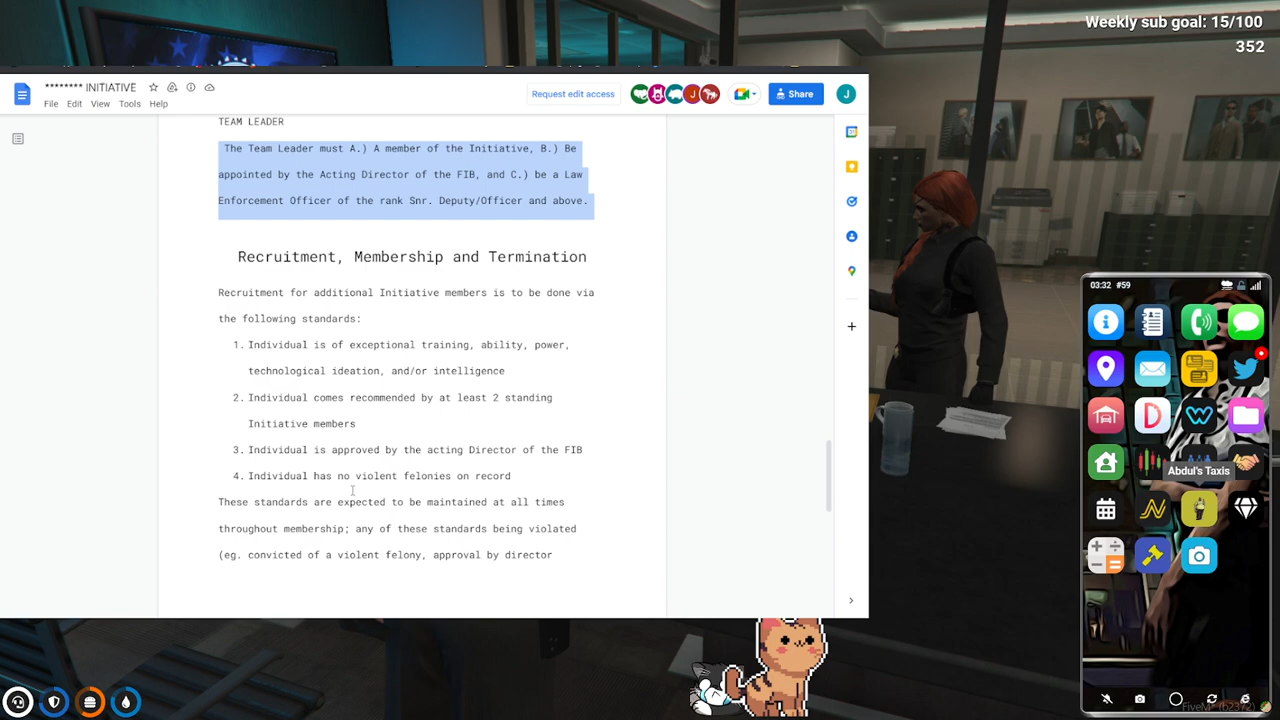 Weekly sub goal: 15/100
352
******** INITIATIVE
File Edit View Tools Help
Request edit access
J
J
Share
TEAM LEADER
The Team Leader must A.) A member of the Initiative, B.) Be
appointed by the Acting Director of the FIB, and C.) be a Law
Enforcement Officer of the rank Snr. Deputy/Officer and above.
Recruitment, Membership and Termination
Recruitment for additional Initiative members is to be done via
the following standards:
1. Individual is of exceptional training, ability, power,
technological ideation, and/or intelligence
2. Individual comes recommended by at least 2 standing
Initiative members
3. Individual is approved by the acting Director of the FIB
4. Individual has no violent felonies on record
These standards are expected to be maintained at all times
throughout membership; any of these standards being violated
(eg. convicted of a violent felony, approval by director
03:32 #59
Abdul's Taxis
FiveM® (b2372)